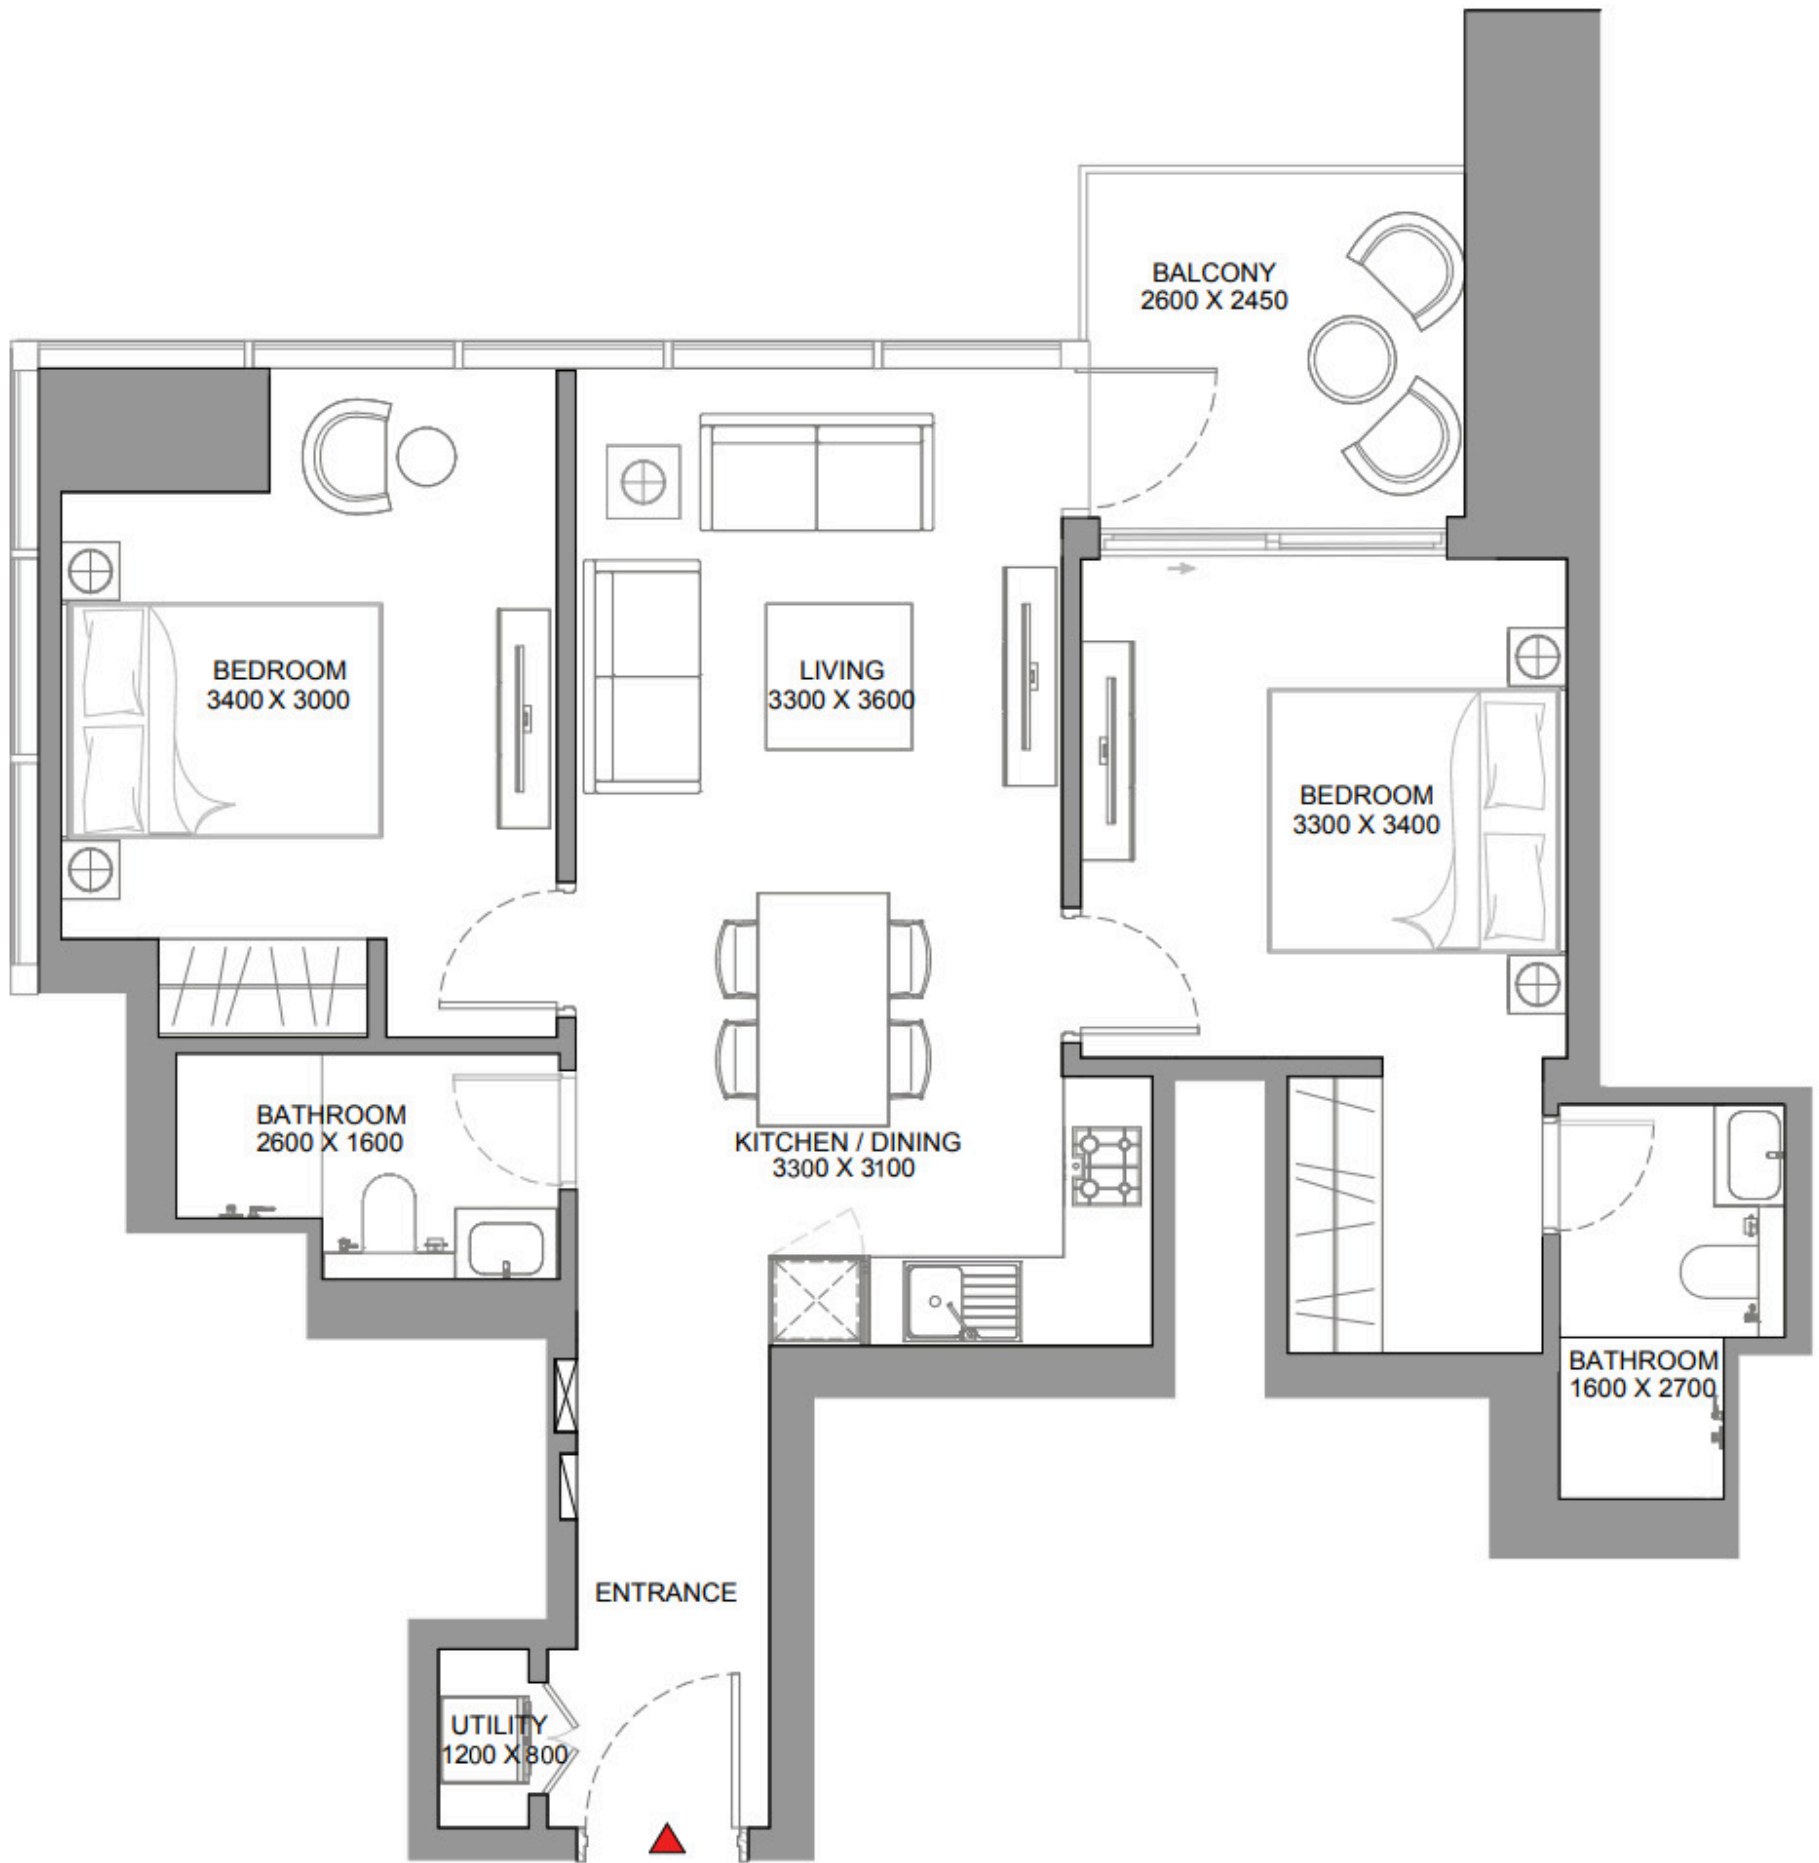 BALCONY
2600 X 2450
BEDROOM
3400 X 3000
LIVING
3300 X 3600
BEDROOM
3300 X 3400
BATHROOM
2600 X 1600
KITCHEN / DINING
3300 X 3100
BATHROOM
1600 X 2700
ENTRANCE
UTILITY
1200 X 800